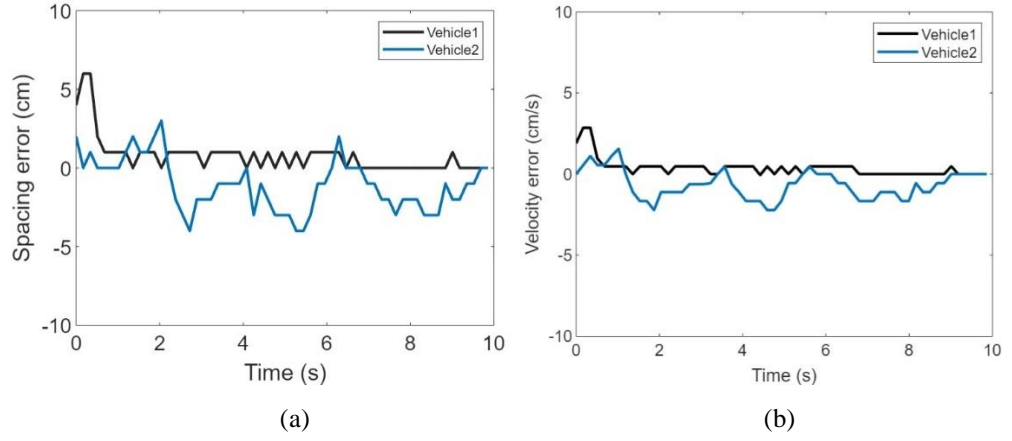 10
5
0
-5
-10
Spacing error (cm)
Vehicle1
Vehicle2
0 2 4 6 8 10
Time (s)
(a)
10
5
0
-5
-10
Velocity error (cm/s)
Vehicle1
Vehicle2
0 2 4 6 8 10
Time (s)
(b)